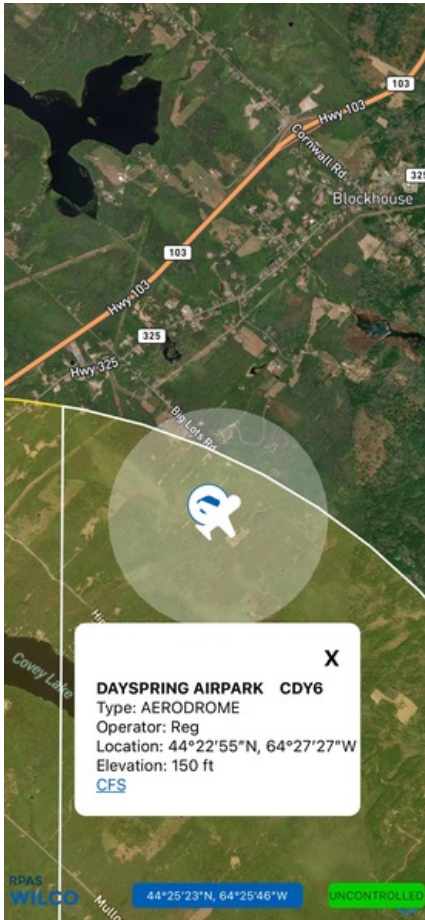 103
Hwy 103
Cornwall Rd
325
Blockhouse
103
Hwy 103
325
Hwy 325
Big Lots Rd
Covey Lake
X
DAYSPRING AIRPARK CDY6
Type: AERODROME
Operator: Reg
Location: 44°22'55"N, 64°27'27"W
Elevation: 150 ft
CFS
RPAS
WILCO
44°25'23"N, 64°25'46"W
UNCONTROLLED